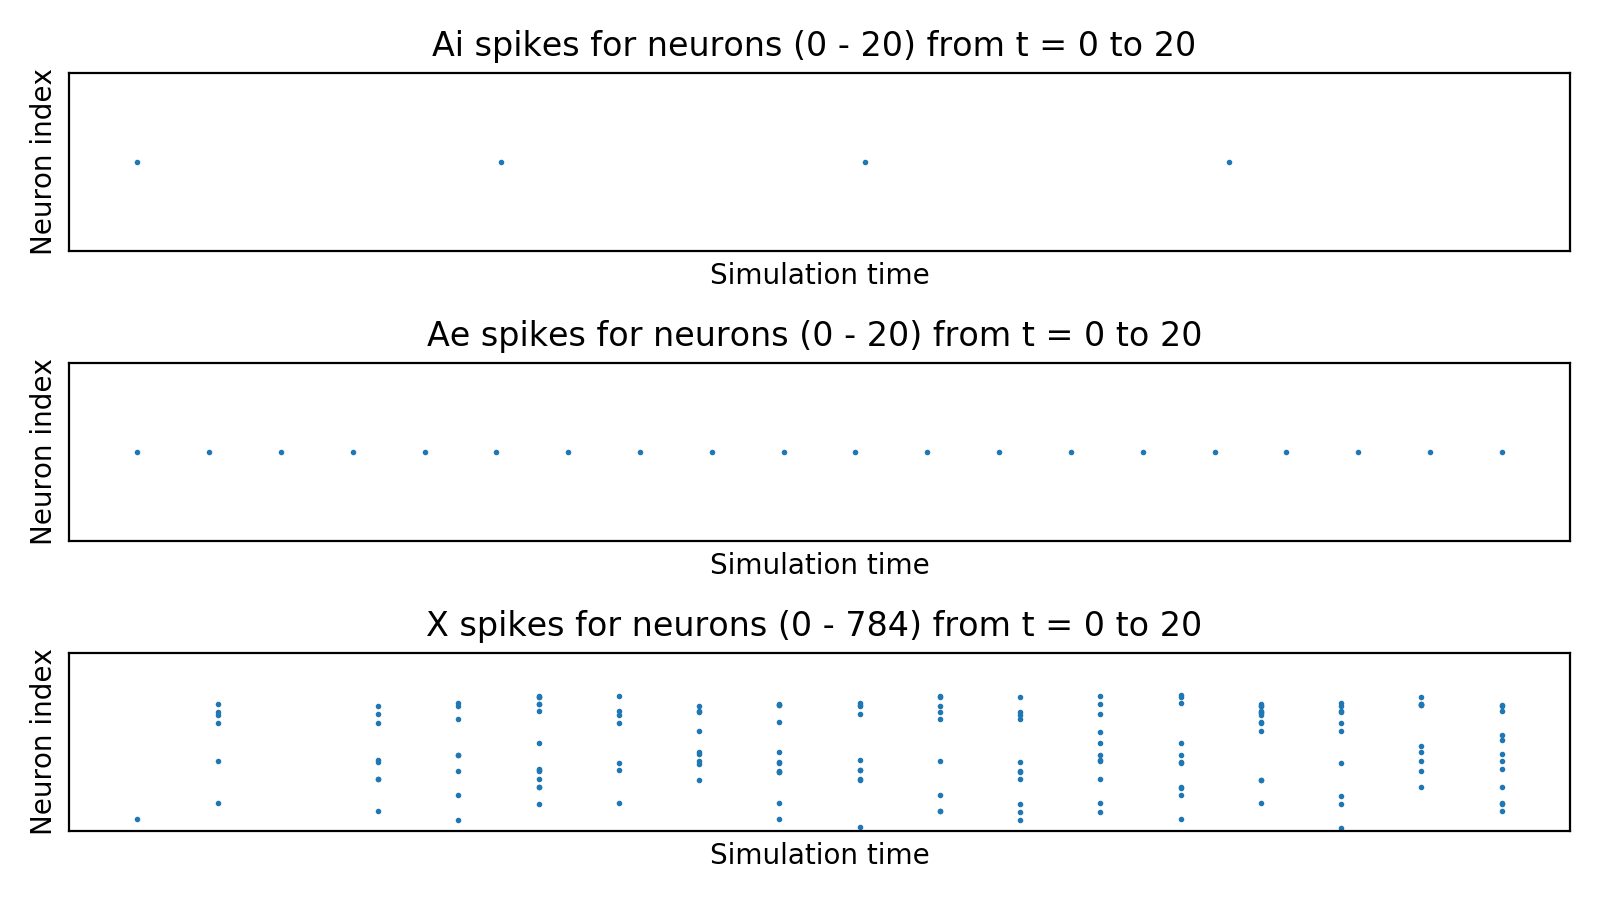 Ai spikes for neurons (0 - 20) from t = 0 to 20
Neuron index
Simulation time
Ae spikes for neurons (0 - 20) from t = 0 to 20
Neuron index
Simulation time
X spikes for neurons (0 - 784) from t = 0 to 20
Neuron index
Simulation time